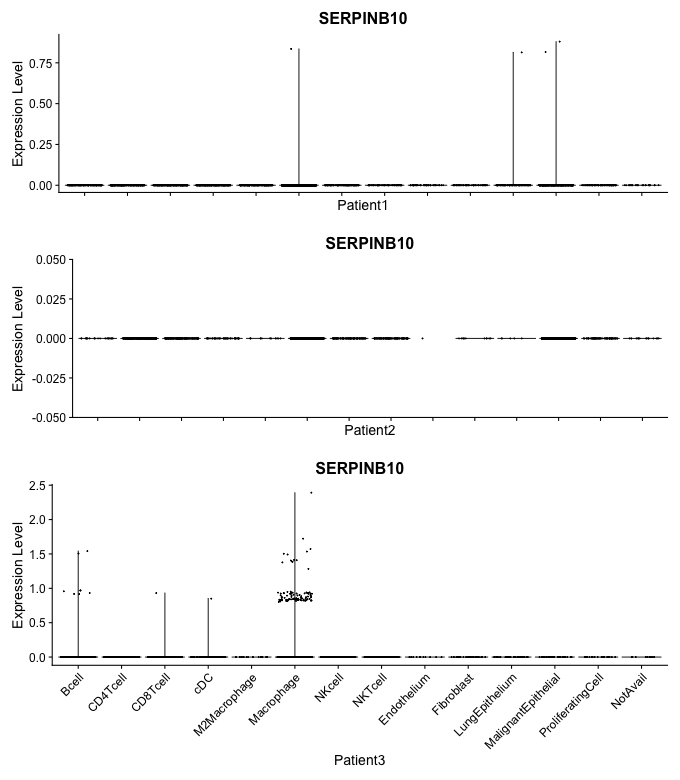 SERPINB10
Expression Level
0.75
0.50
0.25
0.00
Patient1
SERPINB10
Expression Level
0.050
0.025
0.000
-0.025
-0.050
Patient2
SERPINB10
Expression Level
2.5
2.0
1.5
1.0
0.5
0.0
Bcell
CD4Tcell
CD8Tcell
cDC
M2Macrophage
Macrophage
NKcell
NKTcell
Endothelium
Fibroblast
LungEpithelium
MalignantEpithelial
ProliferatingCell
NotAvail
Patient3